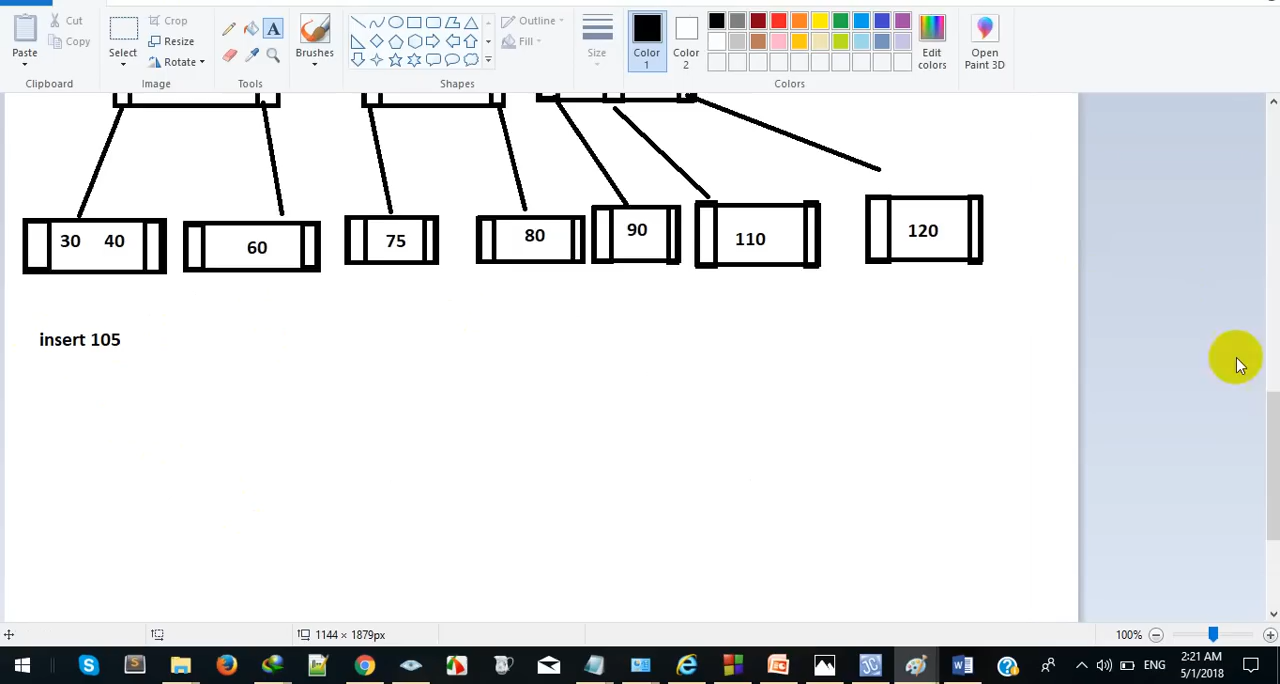 Paste
Cut
Copy
Clipboard
Select
Crop
Resize
Rotate
Image
A
Tools
Brushes
Shapes
Outline
Fill
Size
Color 1
Color 2
Colors
Edit colors
Open Paint 3D
30 40
60
75
80
90
110
120
insert 105
1144 × 1879px
100%
ENG
2:21 AM
5/1/2018